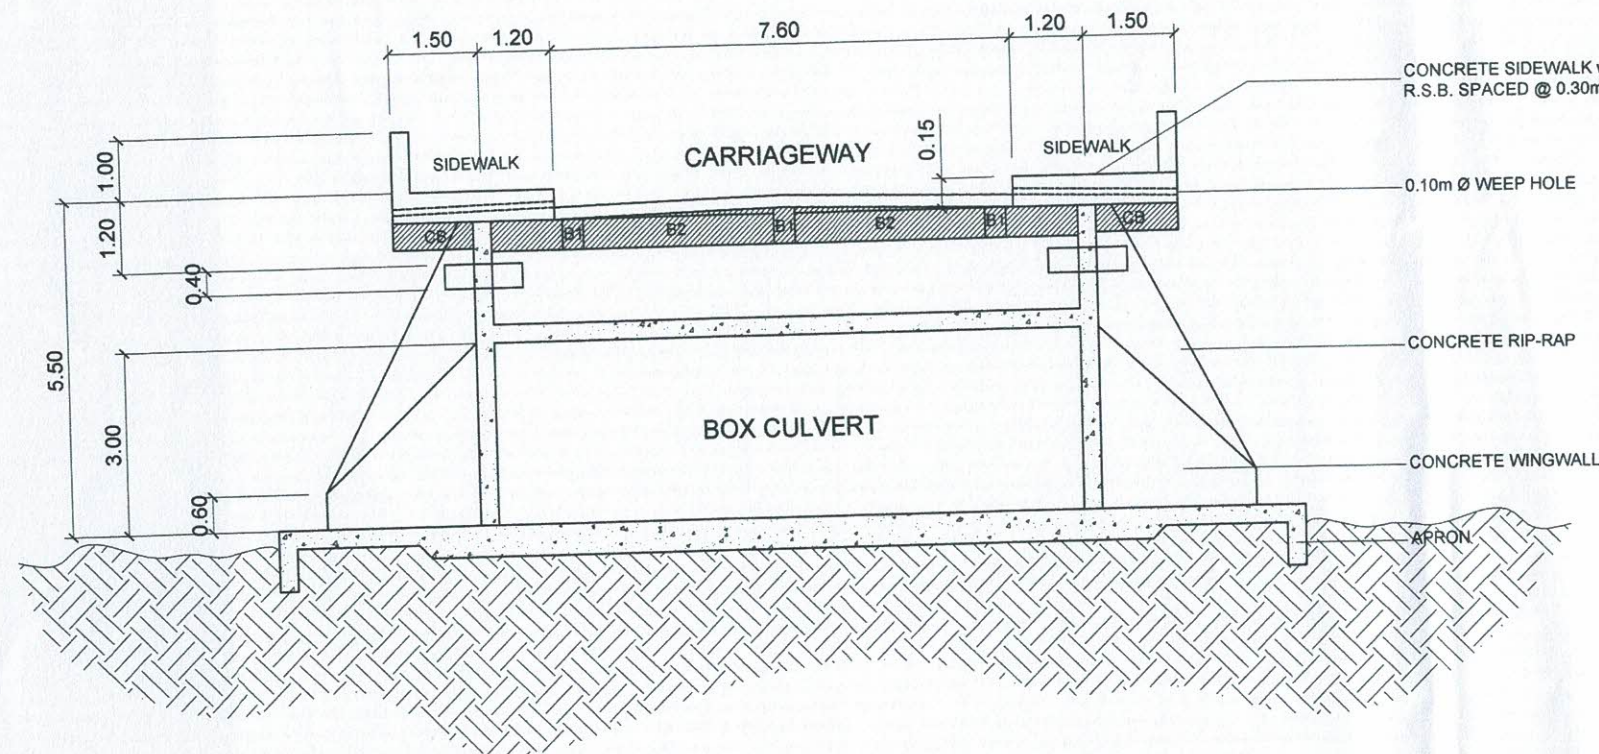 1.50 1.20 7.60 1.20 1.50
CONCRETE SIDEWALK
R.S.B. SPACED @ 0.30m
1.00
SIDEWALK
CARRIAGEWAY
0.15
SIDEWALK
0.10m Ø WEEP HOLE
1.20
CB B1 B2 B1 B2 B1 CB
0.40
5.50
CONCRETE RIP-RAP
3.00
BOX CULVERT
CONCRETE WINGWALL
0.60
APRON